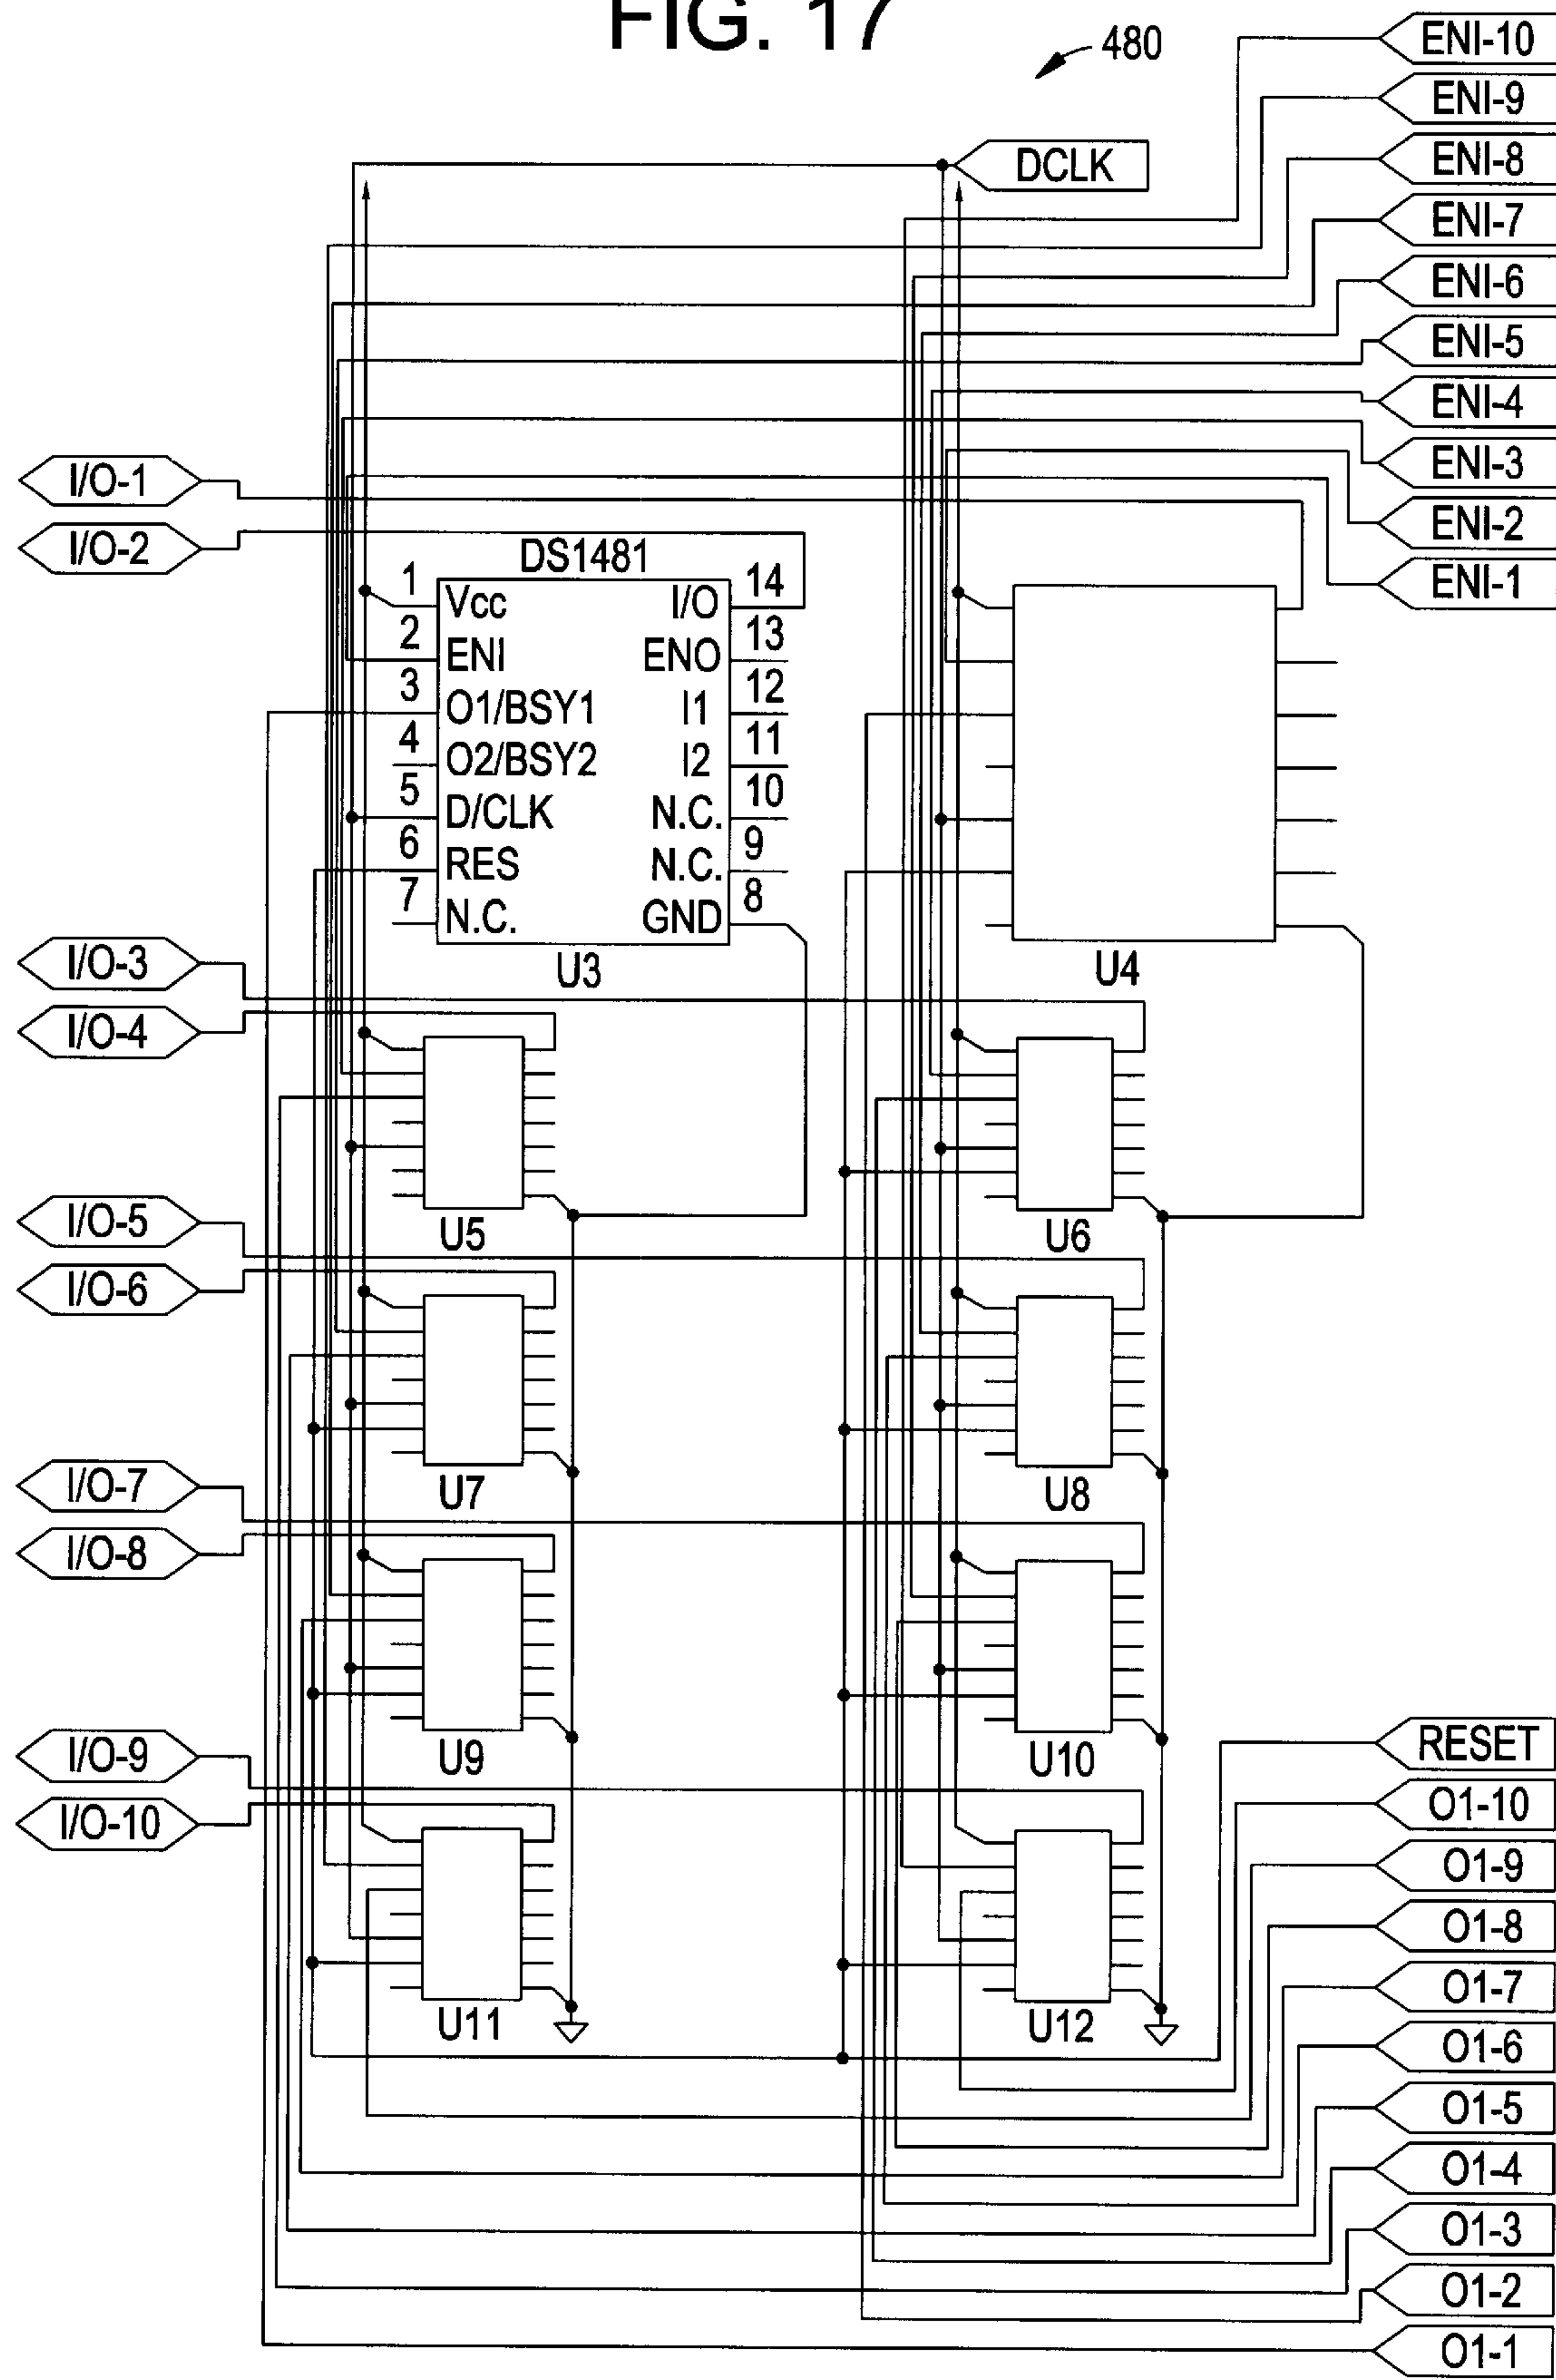 FIG. 17
480
ENI-10
ENI-9
DCLK
ENI-8
ENI-7
ENI-6
ENI-5
ENI-4
ENI-3
I/O-1
ENI-2
I/O-2
ENI-1
DS1481
1 Vcc I/O 14
2 ENI ENO 13
3 O1/BSY1 I1 12
4 O2/BSY2 I2 11
5 D/CLK N.C. 10
6 RES N.C. 9
7 N.C. GND 8
U3
U4
I/O-3
I/O-4
U5
U6
I/O-5
I/O-6
U7
U8
I/O-7
I/O-8
U9
U10
RESET
I/O-9
O1-10
I/O-10
O1-9
O1-8
O1-7
U11
U12
O1-6
O1-5
O1-4
O1-3
O1-2
O1-1